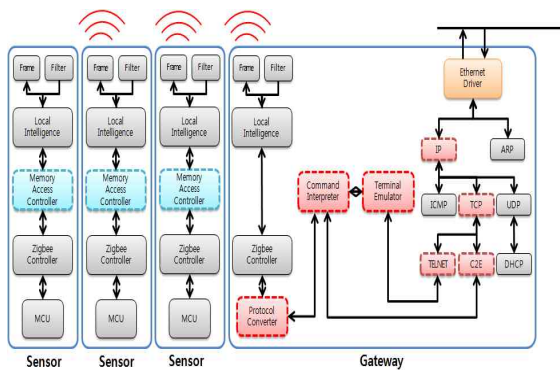 Frame Filter
Local
Intelligence
Memory
Access
Controller
Zigbee
Controller
MCU
Sensor
Frame Filter
Local
Intelligence
Memory
Access
Controller
Zigbee
Controller
MCU
Sensor
Frame Filter
Local
Intelligence
Memory
Access
Controller
Zigbee
Controller
MCU
Sensor
Frame Filter
Local
Intelligence
Zigbee
Controller
Protocol
Converter
Command
Interpreter
Terminal
Emulator
Ethernet
Driver
IP
ARP
ICMP
TCP
UDP
TELNET
C2E
DHCP
Gateway